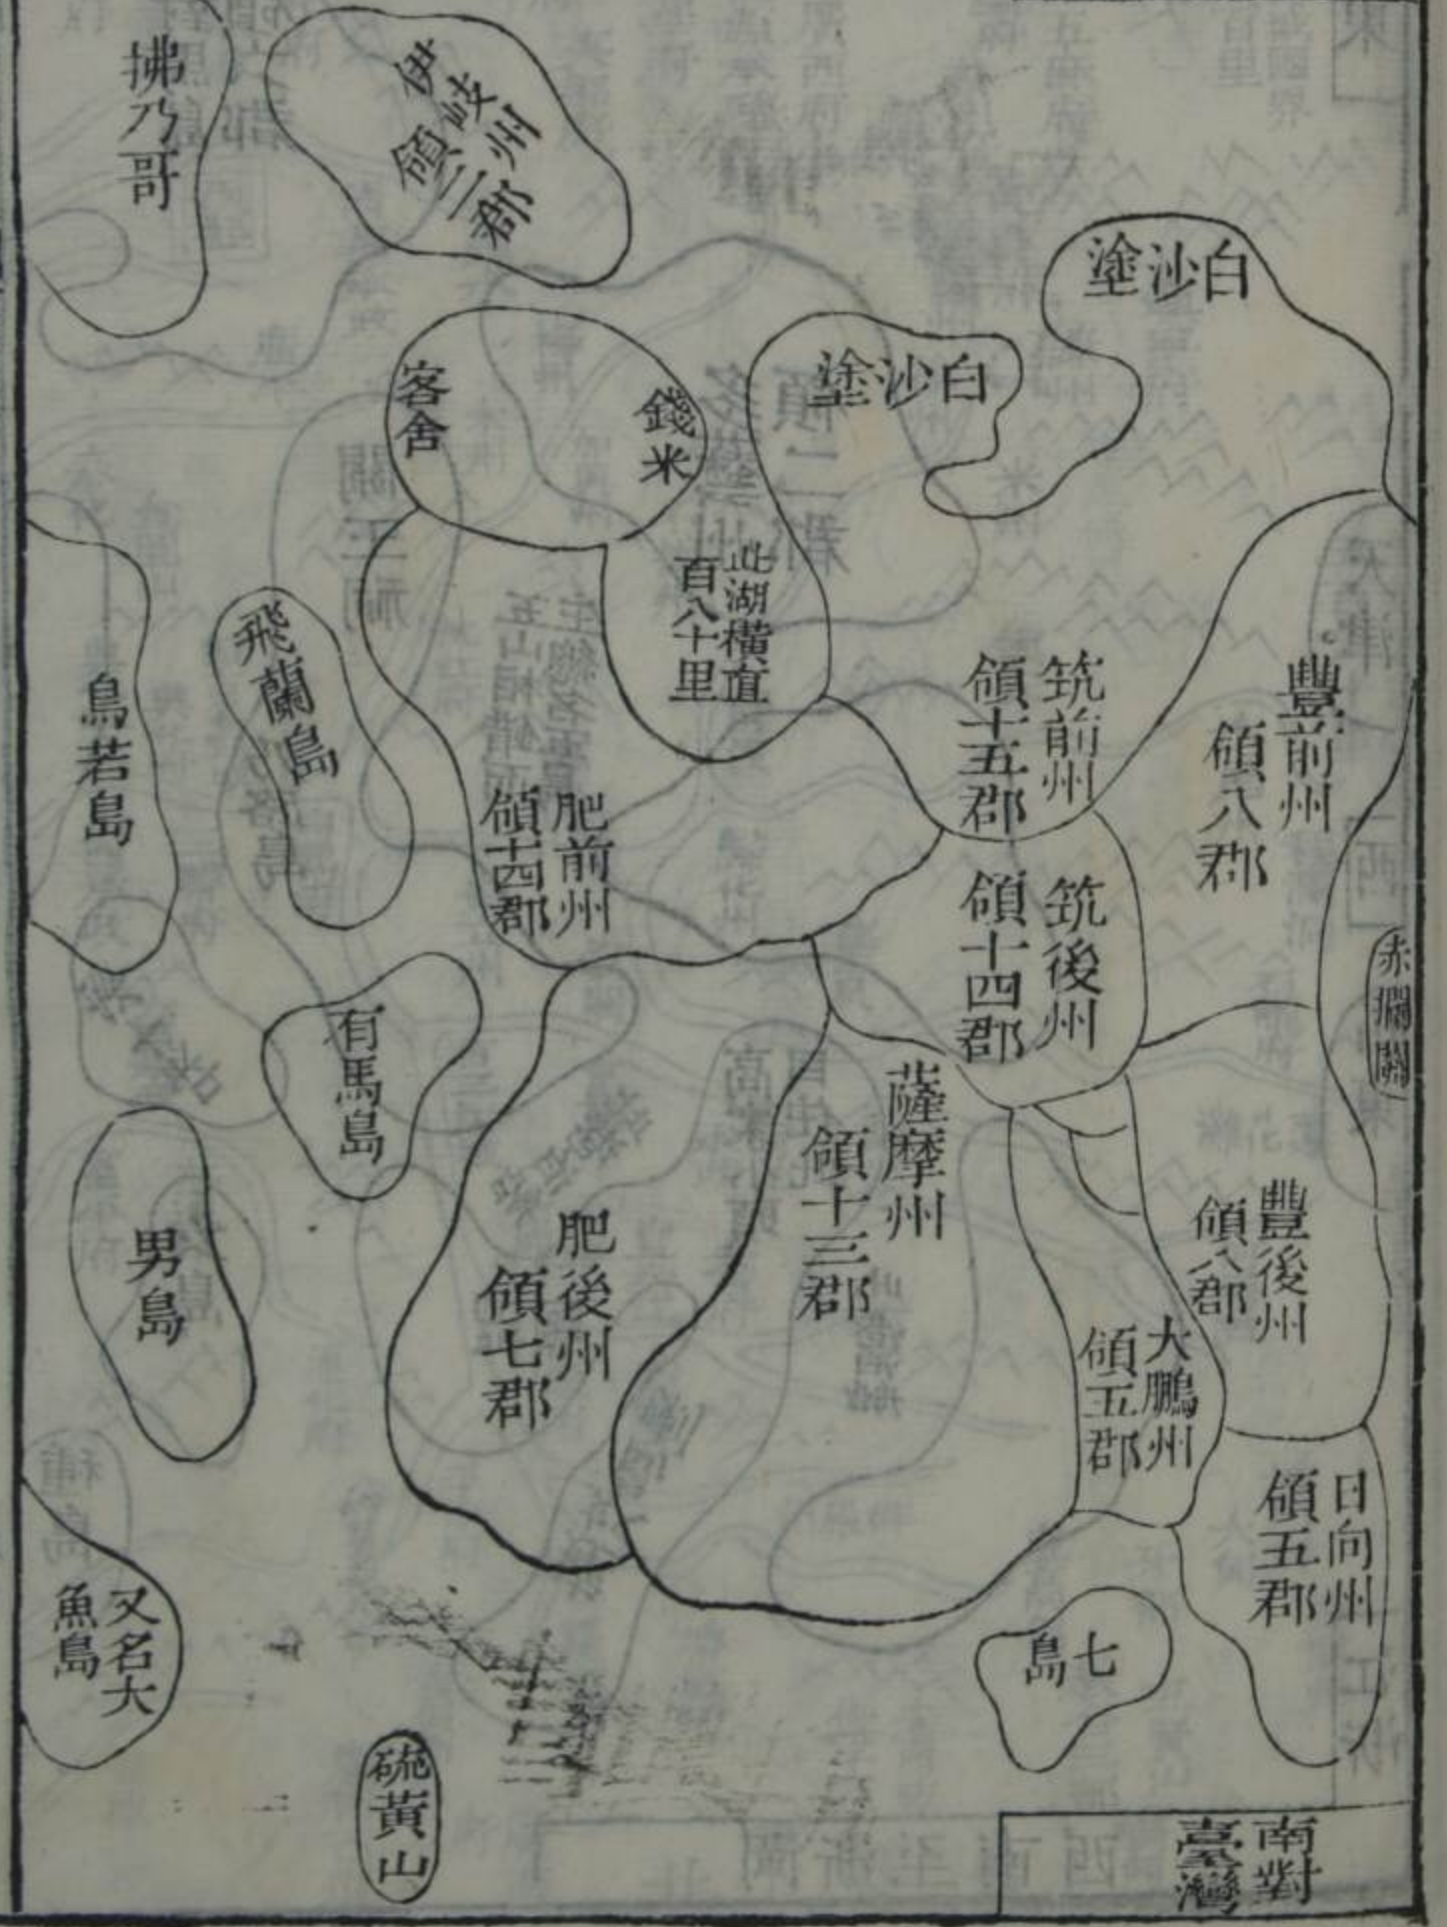 白沙塗
白沙塗
伊岐州
領二郡
拂乃哥
錢米
客舍
此湖橫直
百八十里
豐前州
領八郡
筑前州
領十五郡
筑後州
領十四郡
肥前州
領十四郡
飛蘭島
鳥若島
赤
關
有馬島
薩摩州
領十三郡
豐後州
領八郡
肥後州
領七郡
男島
大鵬州
領五郡
日向州
領五郡
七島
又名大
魚島
硫黃山
南對
臺灣